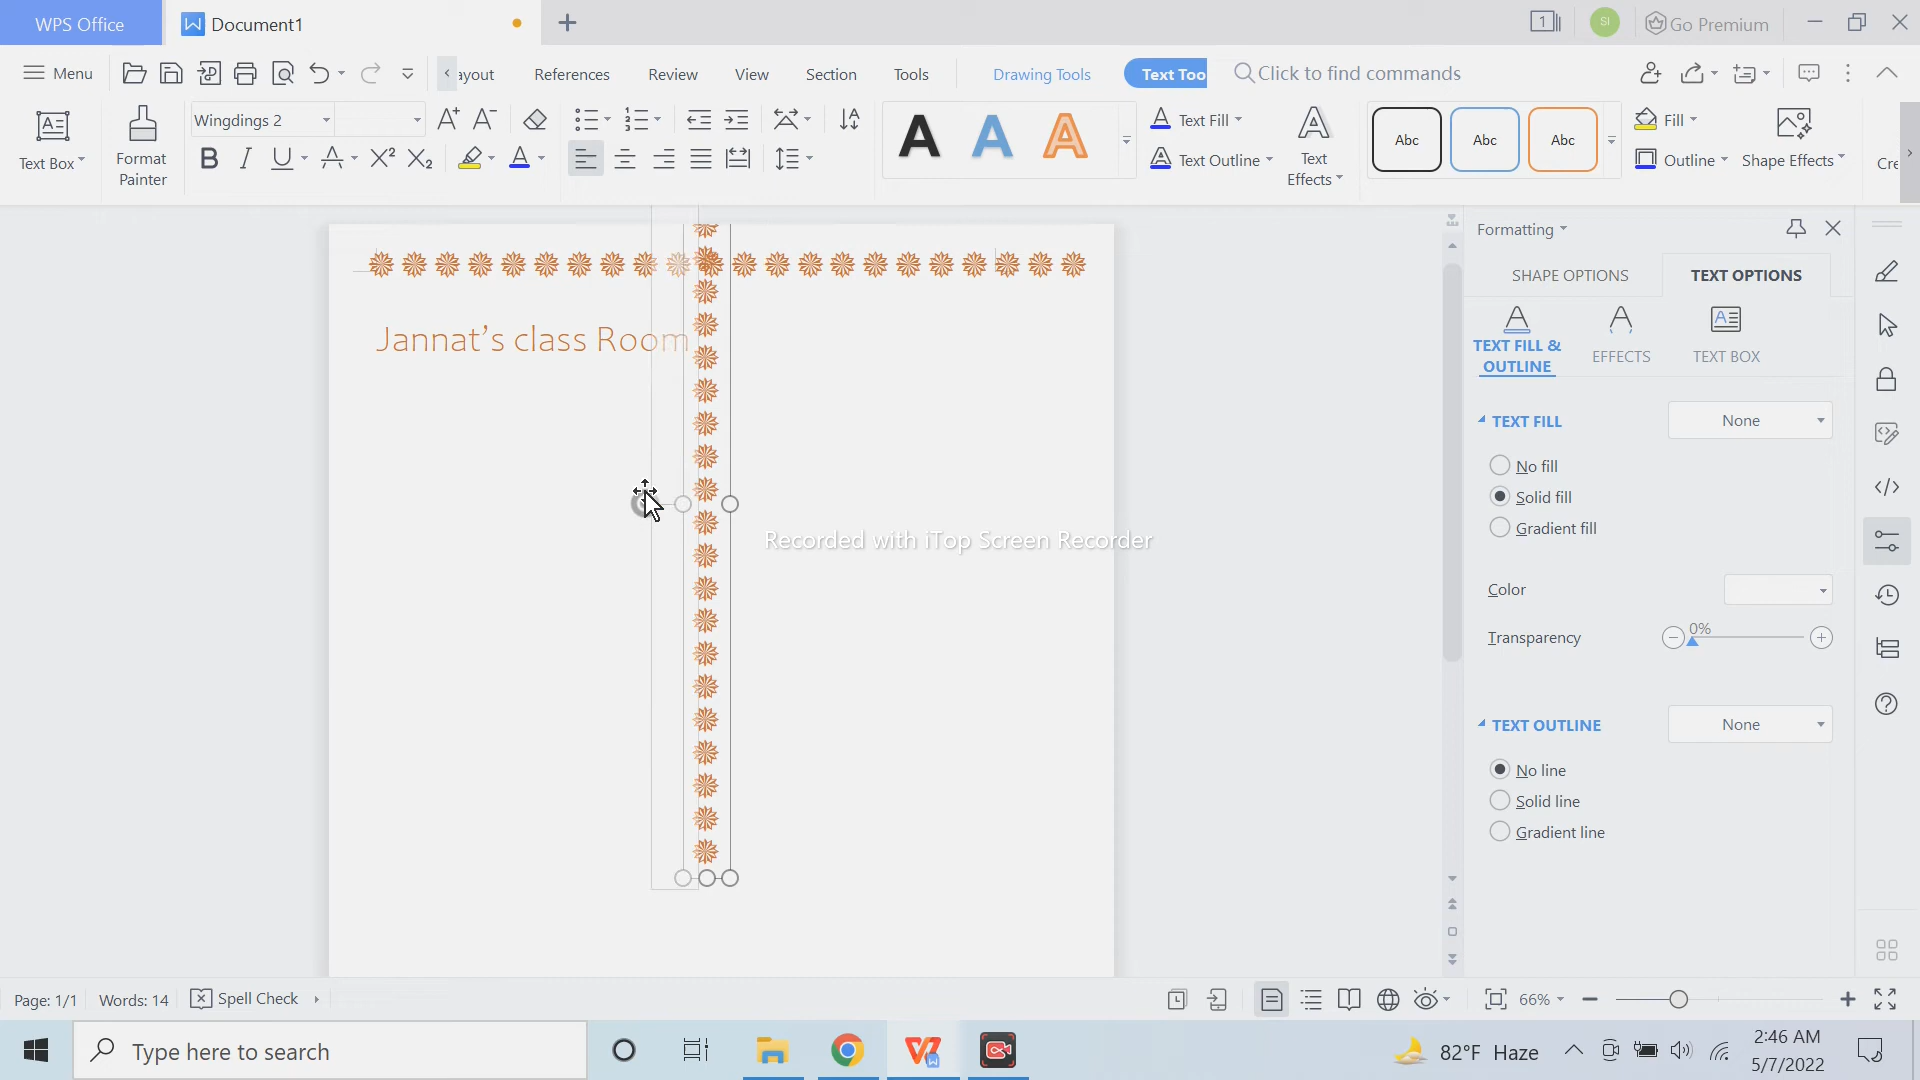 WPS Office
Document1
1
SI
Go Premium
Menu
ayout
References
Review
View
Section
Tools
Drawing Tools
Text Too
Click to find commands
Text Box
Format
Painter
Wingdings 2
Text Fill
Text Outline
Text
Effects
Abc
Abc
Abc
Fill
Outline
Shape Effects
Cre
Jannat's class Room
Recorded with iTop Screen Recorder
Formatting
SHAPE OPTIONS
TEXT OPTIONS
TEXT FILL &
OUTLINE
EFFECTS
TEXT BOX
TEXT FILL
None
No fill
Solid fill
Gradient fill
Color
Transparency
0%
TEXT OUTLINE
None
No line
Solid line
Gradient line
Page: 1/1
Words: 14
Spell Check
66%
Type here to search
82°F Haze
2:46 AM
5/7/2022